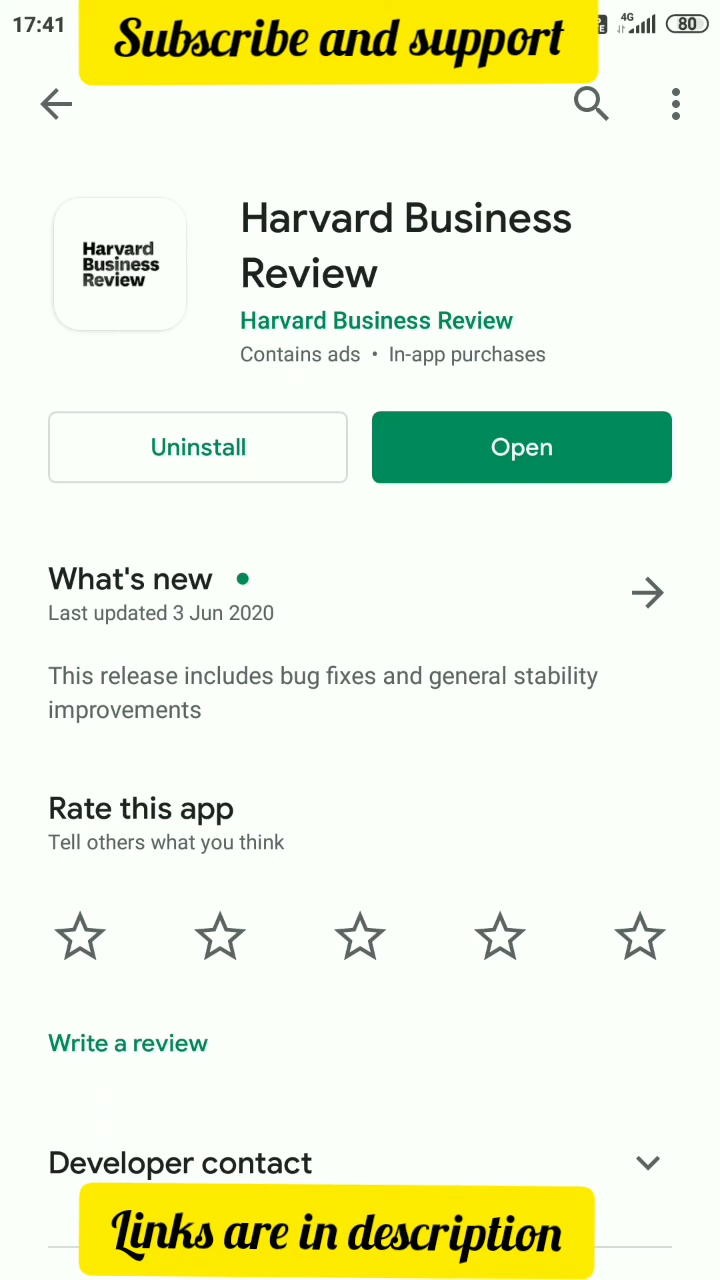 17:41
Subscribe and support
4G
80
Harvard Business
Review
Harvard
Business
Review
Harvard Business Review
Contains ads • In-app purchases
Uninstall
Open
What's new
Last updated 3 Jun 2020
This release includes bug fixes and general stability
improvements
Rate this app
Tell others what you think
Write a review
Developer contact
Links are in description